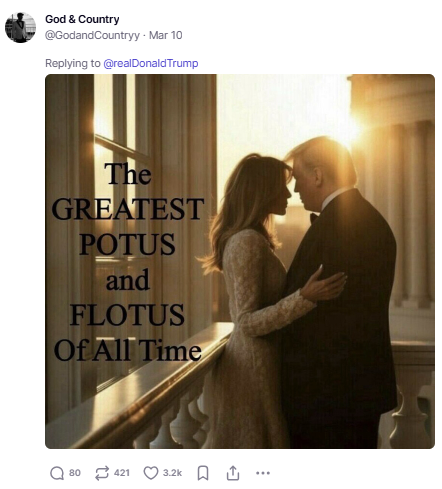 God & Country
@GodandCountryy · Mar 10
Replying to @realDonaldTrump
The
GREATEST
POTUS
and
FLOTUS
Of All Time
80 421 3.2k